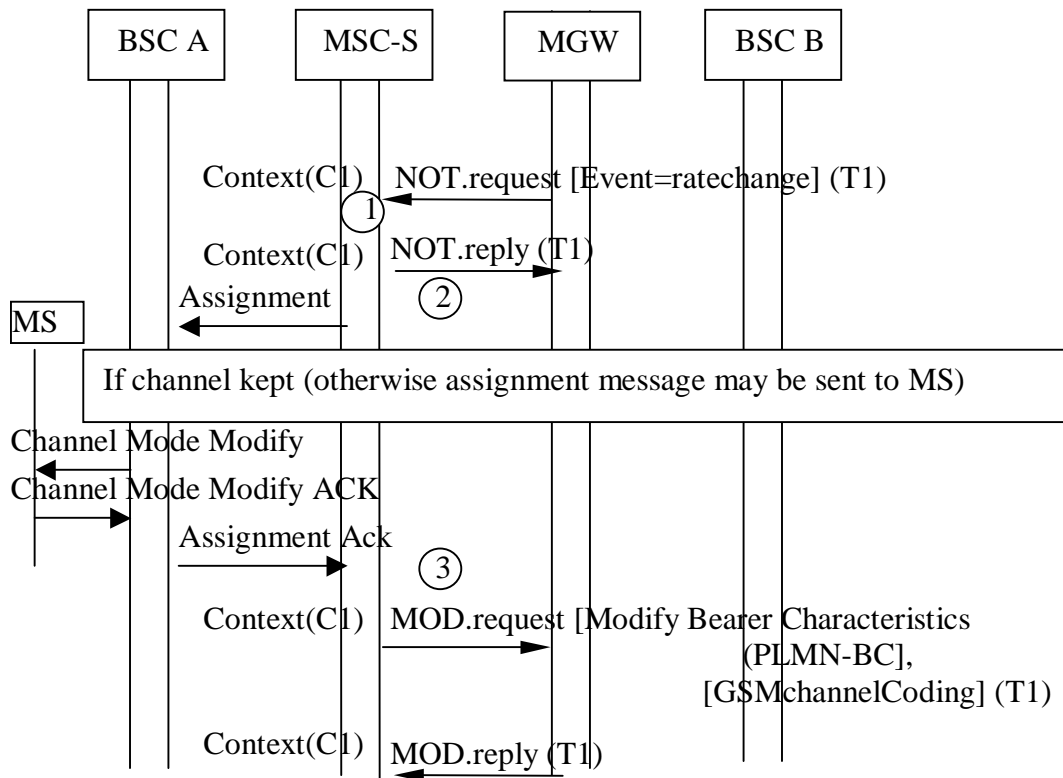 BSC A MSC-S MGW BSC B
Context(C1) NOT.request [Event=ratechange] (T1)
1
Context(C1) NOT.reply (T1)
2
Assignment
MS
If channel kept (otherwise assignment message may be sent to MS)
Channel Mode Modify
Channel Mode Modify ACK
Assignment Ack
3
Context(C1) MOD.request [Modify Bearer Characteristics
(PLMN-BC],
[GSMchannelCoding] (T1)
Context(C1) MOD.reply (T1)